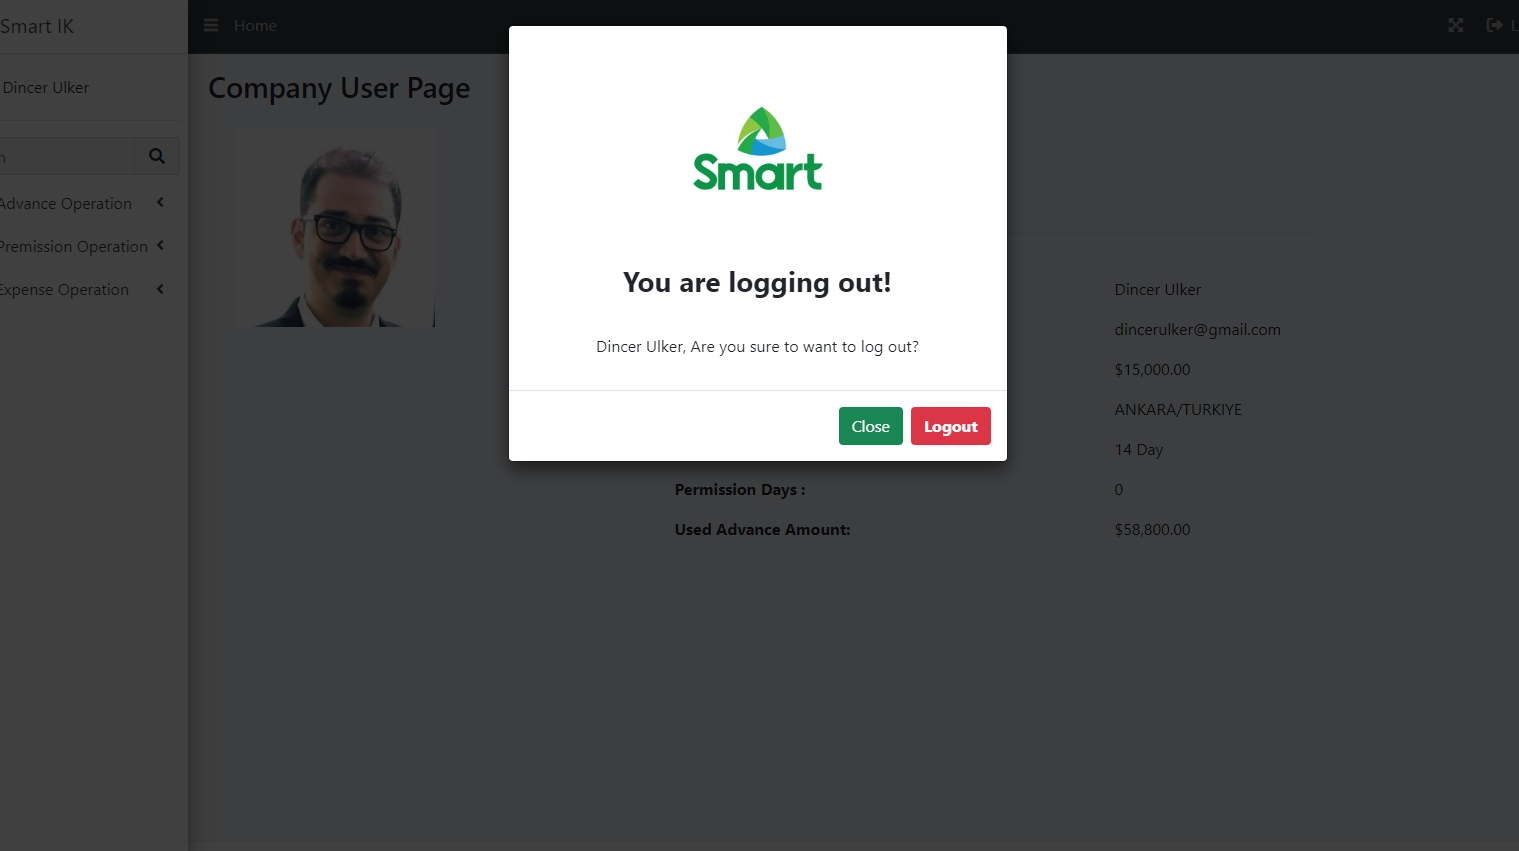 Smart IK
Home
Dincer Ulker
Advance Operation
Premission Operation
Expense Operation
Company User Page
Smart
You are logging out!
Dincer Ulker, Are you sure to want to log out?
Close
Logout
Dincer Ulker
dincerulker@gmail.com
$15,000.00
ANKARA/TURKIYE
14 Day
Permission Days : 0
Used Advance Amount: $58,800.00